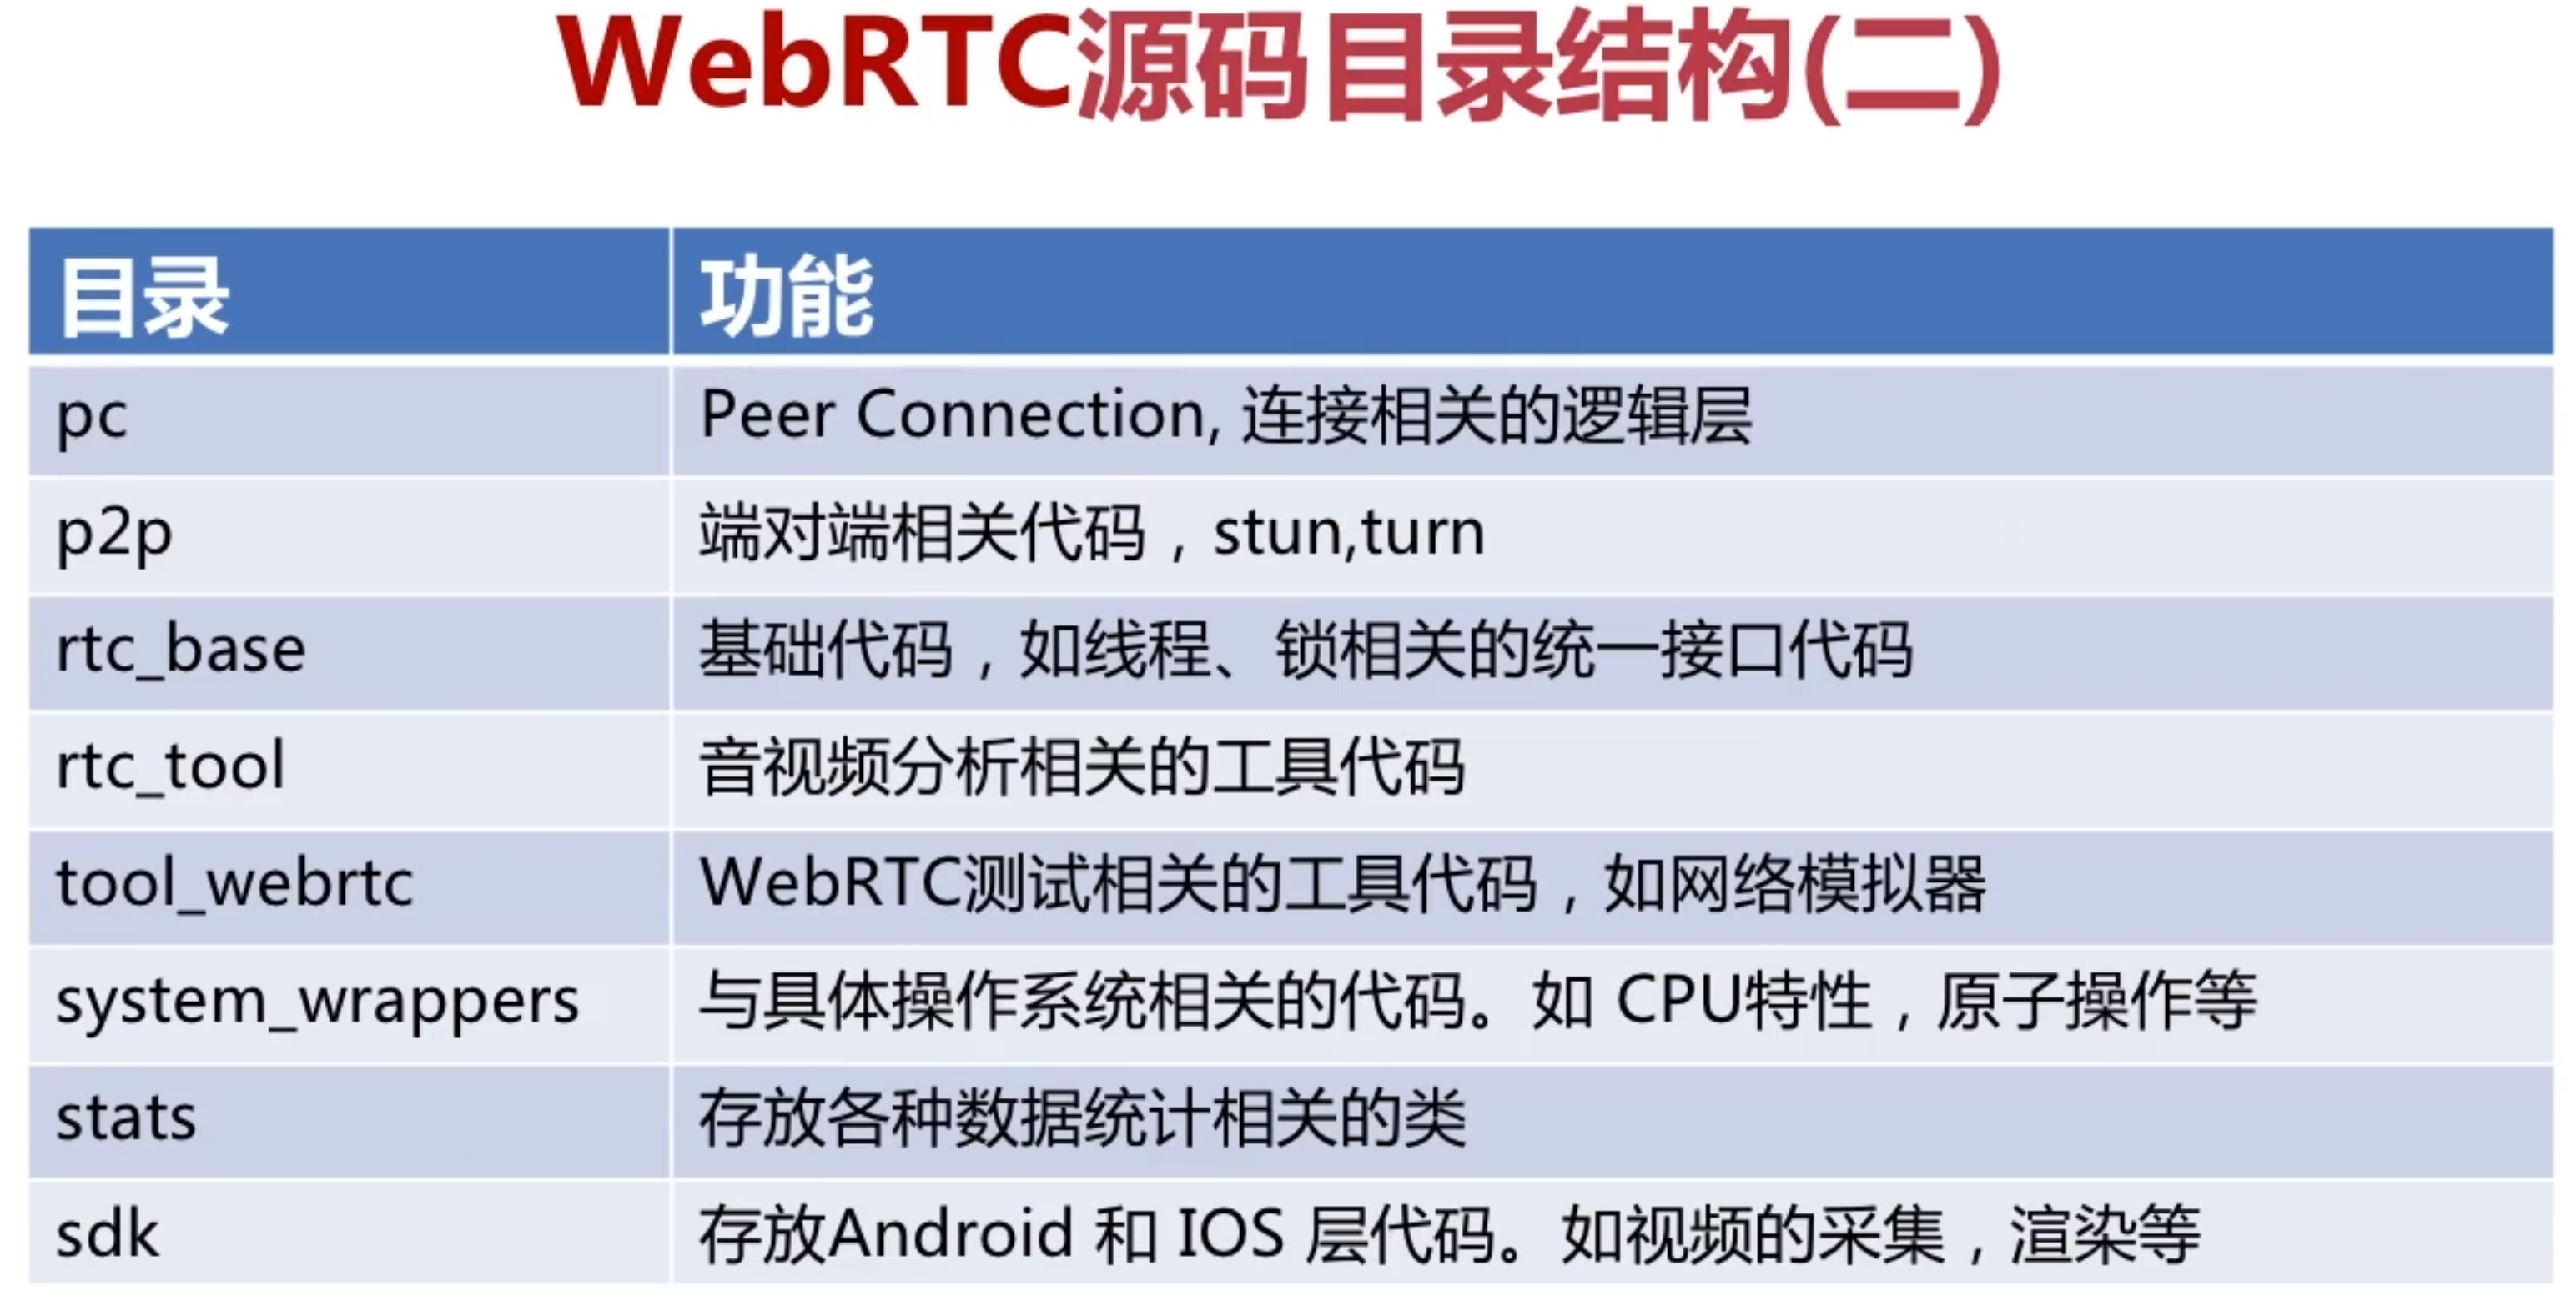 WebRTC源码目录结构(二)
目录 功能
pc Peer Connection, 连接相关的逻辑层
p2p 端对端相关代码，stun,turn
rtc_base 基础代码，如线程、锁相关的统一接口代码
rtc_tool 音视频分析相关的工具代码
tool_webrtc WebRTC测试相关的工具代码，如网络模拟器
system_wrappers 与具体操作系统相关的代码。如 CPU特性，原子操作等
stats 存放各种数据统计相关的类
sdk 存放Android 和 IOS 层代码。如视频的采集，渲染等